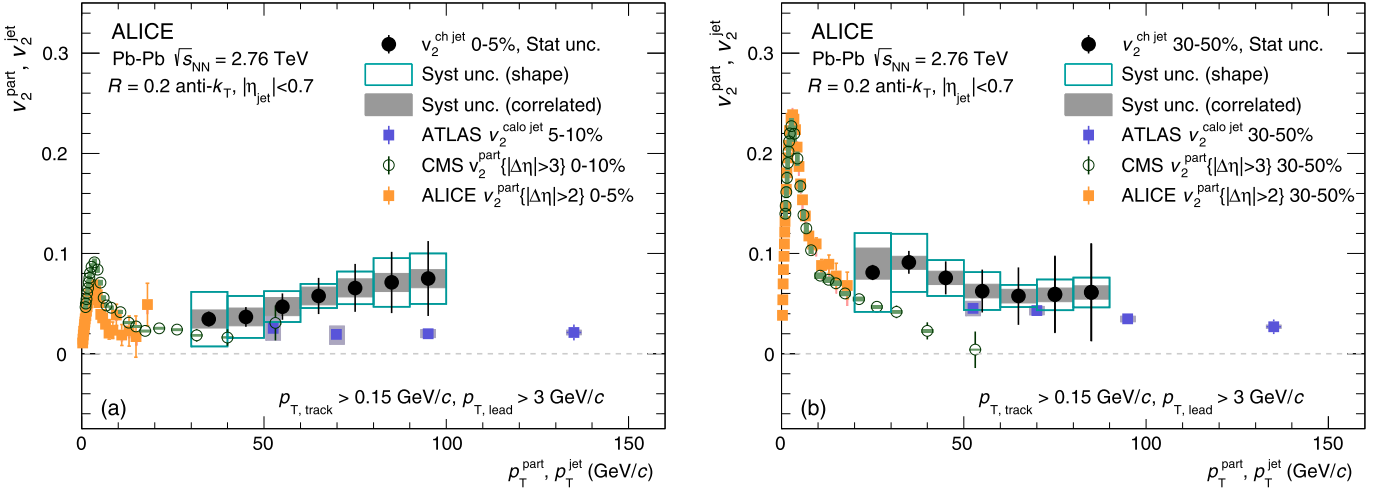 v₂ᵖᵃʳᵗ, v₂ʲᵉᵗ
0.3
0.2
0.1
0
ALICE
Pb-Pb √sNN = 2.76 TeV
R = 0.2 anti-kT, |ηjet|<0.7
v₂ᶜʰ ʲᵉᵗ 0-5%, Stat unc.
Syst unc. (shape)
Syst unc. (correlated)
ATLAS v₂ᶜᵃˡᵒ ʲᵉᵗ 5-10%
CMS v₂ᵖᵃʳᵗ{|Δη|>3} 0-10%
ALICE v₂ᵖᵃʳᵗ{|Δη|>2} 0-5%
(a)
pT, track > 0.15 GeV/c, pT, lead > 3 GeV/c
0 50 100 150
pTᵖᵃʳᵗ, pTʲᵉᵗ (GeV/c)
v₂ᵖᵃʳᵗ, v₂ʲᵉᵗ
0.3
0.2
0.1
0
ALICE
Pb-Pb √sNN = 2.76 TeV
R = 0.2 anti-kT, |ηjet|<0.7
v₂ᶜʰ ʲᵉᵗ 30-50%, Stat unc.
Syst unc. (shape)
Syst unc. (correlated)
ATLAS v₂ᶜᵃˡᵒ ʲᵉᵗ 30-50%
CMS v₂ᵖᵃʳᵗ{|Δη|>3} 30-50%
ALICE v₂ᵖᵃʳᵗ{|Δη|>2} 30-50%
(b)
pT, track > 0.15 GeV/c, pT, lead > 3 GeV/c
0 50 100 150
pTᵖᵃʳᵗ, pTʲᵉᵗ (GeV/c)